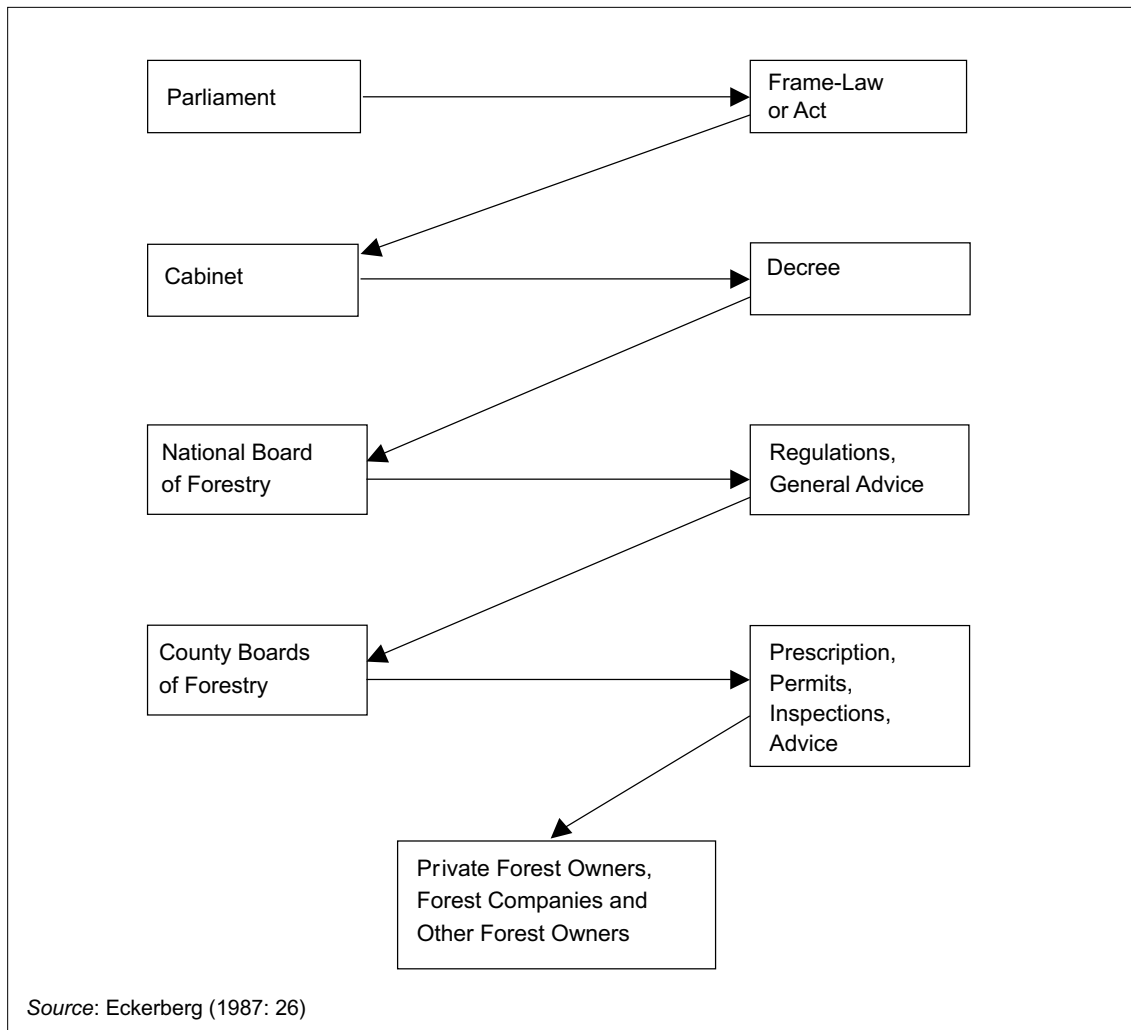 Parliament
Frame-Law
or Act
Cabinet
Decree
National Board
of Forestry
Regulations,
General Advice
County Boards
of Forestry
Prescription,
Permits,
Inspections,
Advice
Private Forest Owners,
Forest Companies and
Other Forest Owners
Source: Eckerberg (1987: 26)